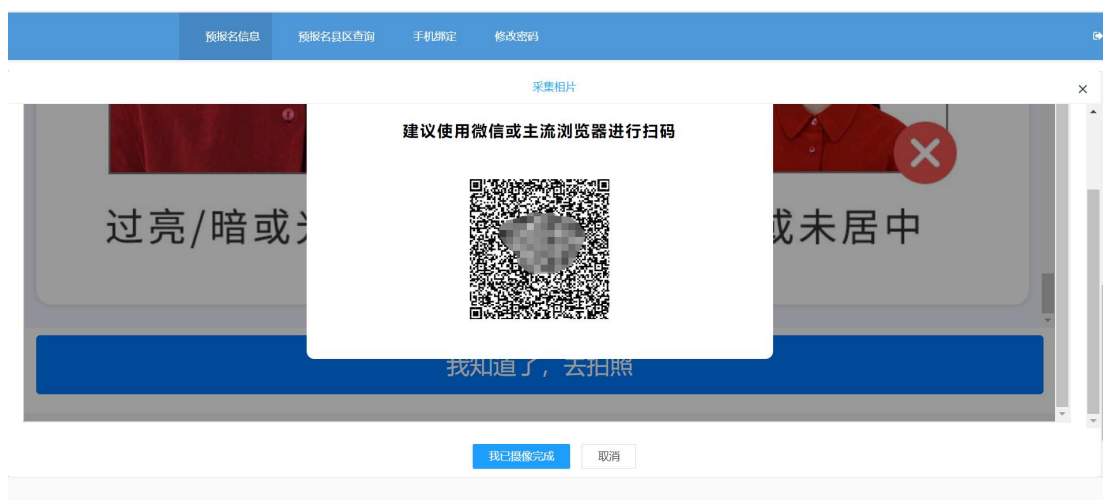 预报名信息 预报名县区查询 手机绑定 修改密码
采集相片
建议使用微信或主流浏览器进行扫码
过亮/暗或
或未居中
我知道了，去拍照
我已摄像完成 取消